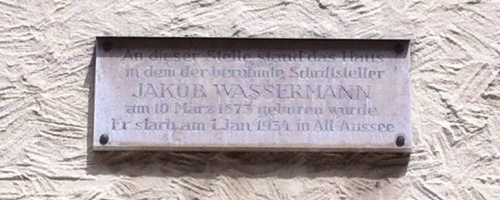 An dieser Stelle stand das Haus
in dem der berühmte Schriftsteller
JAKOB WASSERMANN
am 10. März 1873 geboren wurde
Er starb am 1. Jan. 1934 in Alt-Aussee